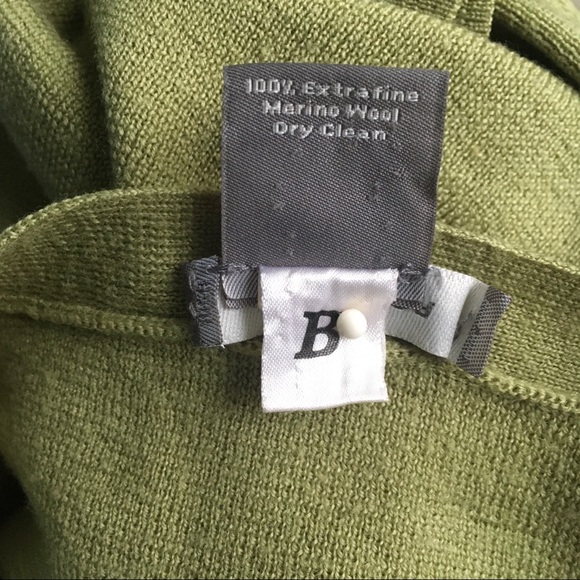 100% Extrafine
Merino Wool
Dry Clean
B